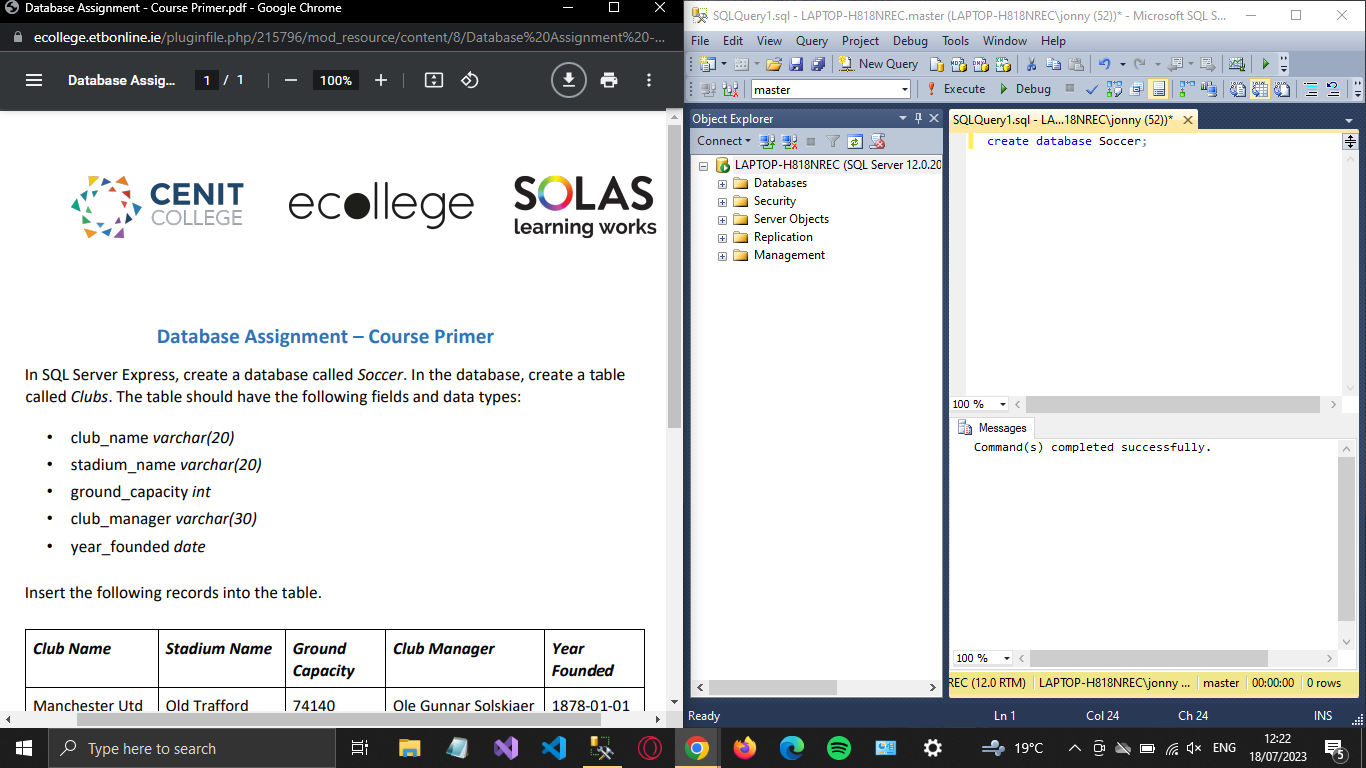 Database Assignment - Course Primer.pdf - Google Chrome
ecollege.etbonline.ie/pluginfile.php/215796/mod_resource/content/8/Database%20Assignment%20-...
Database Assig... 1 / 1 100%
CENIT
COLLEGE
ecollege
SOLAS
learning works
Database Assignment – Course Primer
In SQL Server Express, create a database called Soccer. In the database, create a table
called Clubs. The table should have the following fields and data types:
• club_name varchar(20)
• stadium_name varchar(20)
• ground_capacity int
• club_manager varchar(30)
• year_founded date
Insert the following records into the table.
Club Name Stadium Name Ground Capacity Club Manager Year Founded
Manchester Utd Old Trafford 74140 Ole Gunnar Solskjaer 1878-01-01
SQLQuery1.sql - LAPTOP-H818NREC.master (LAPTOP-H818NREC\jonny (52))* - Microsoft SQL S...
File Edit View Query Project Debug Tools Window Help
New Query
master Execute Debug
Object Explorer
Connect
LAPTOP-H818NREC (SQL Server 12.0.20
Databases
Security
Server Objects
Replication
Management
SQLQuery1.sql - LA...18NREC\jonny (52))*
create database Soccer;
100 %
Messages
Command(s) completed successfully.
100 %
REC (12.0 RTM) LAPTOP-H818NREC\jonny ... master 00:00:00 0 rows
Ready Ln 1 Col 24 Ch 24 INS
Type here to search
19°C ENG 12:22
18/07/2023
5